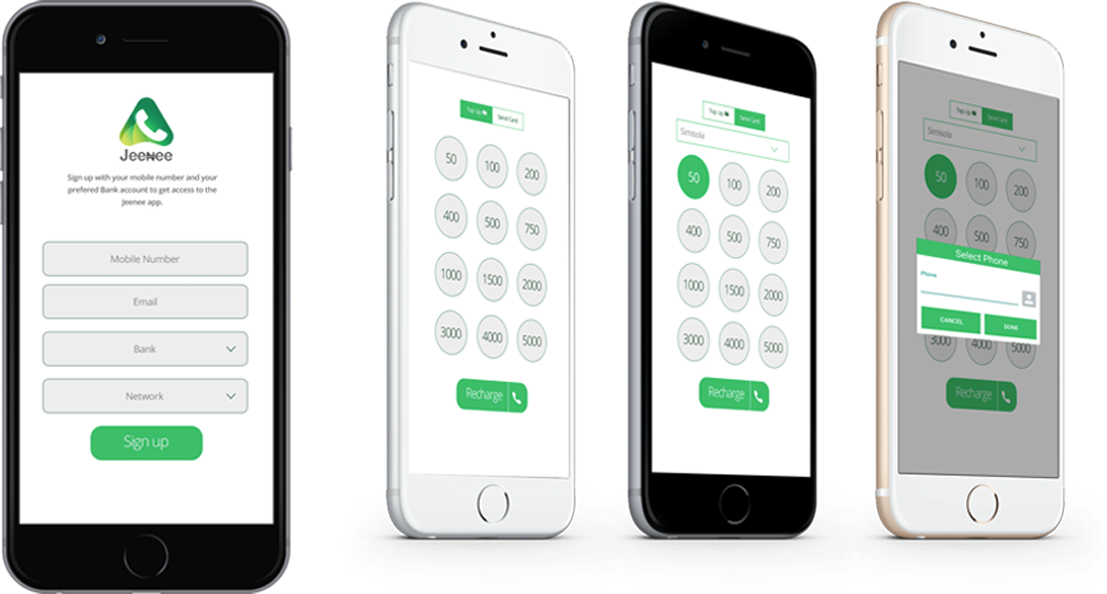 Jeenee
Sign up with your mobile number and your
prefered Bank account to get access to the
Jeenee app.
Mobile Number
Email
Bank
Network
Sign up
Top Up Send Card
50 100 200
400 500 750
1000 1500 2000
3000 4000 5000
Recharge
Top Up Send Card
Simisola
50 100 200
400 500 750
1000 1500 2000
3000 4000 5000
Recharge
Top Up Send Card
Simisola
50 100 200
400 500 750
Select Phone
Phone
CANCEL DONE
3000 4000 5000
Recharge